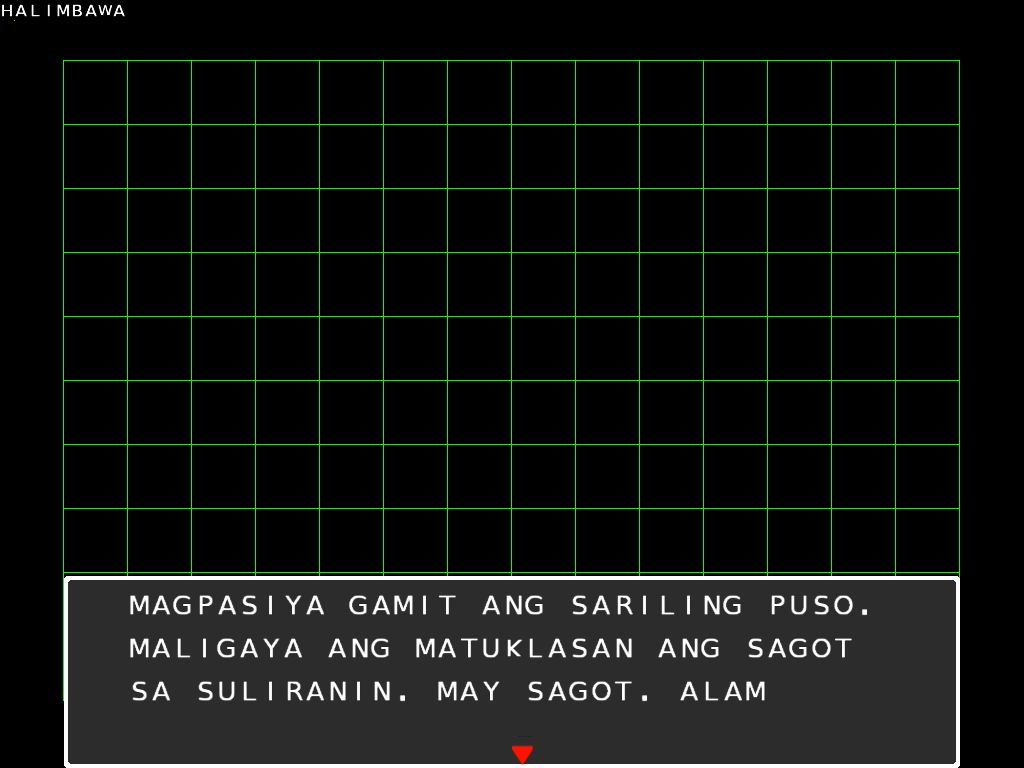 HALIMBAWA
MAGPASIYA GAMIT ANG SARILING PUSO.
MALIGAYA ANG MATUKLASAN ANG SAGOT
SA SULIRANIN. MAY SAGOT. ALAM